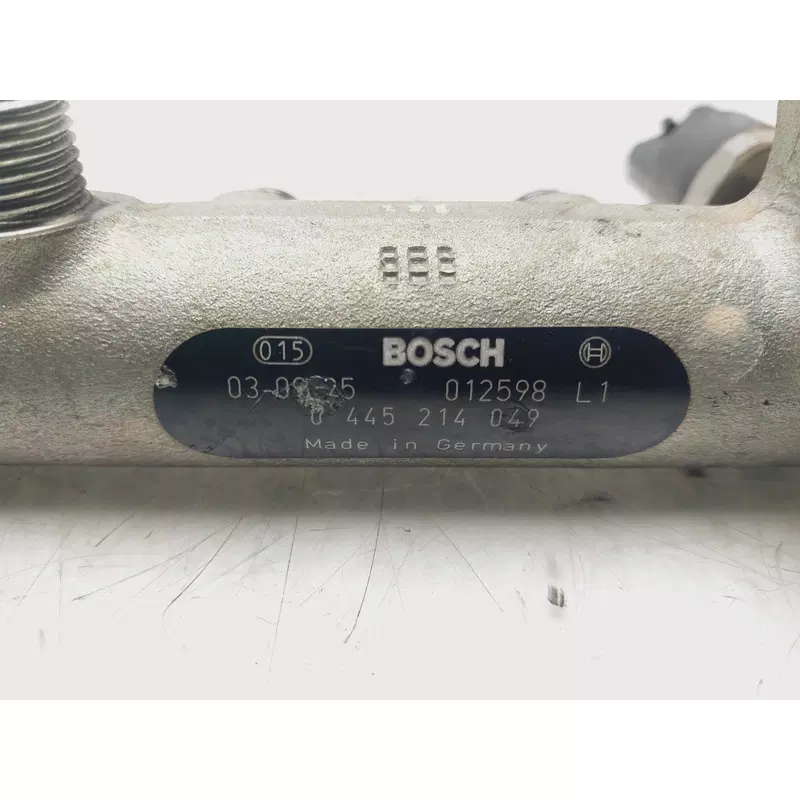 888
015 BOSCH
03-09-25 012598 L1
0 445 214 049
Made in Germany